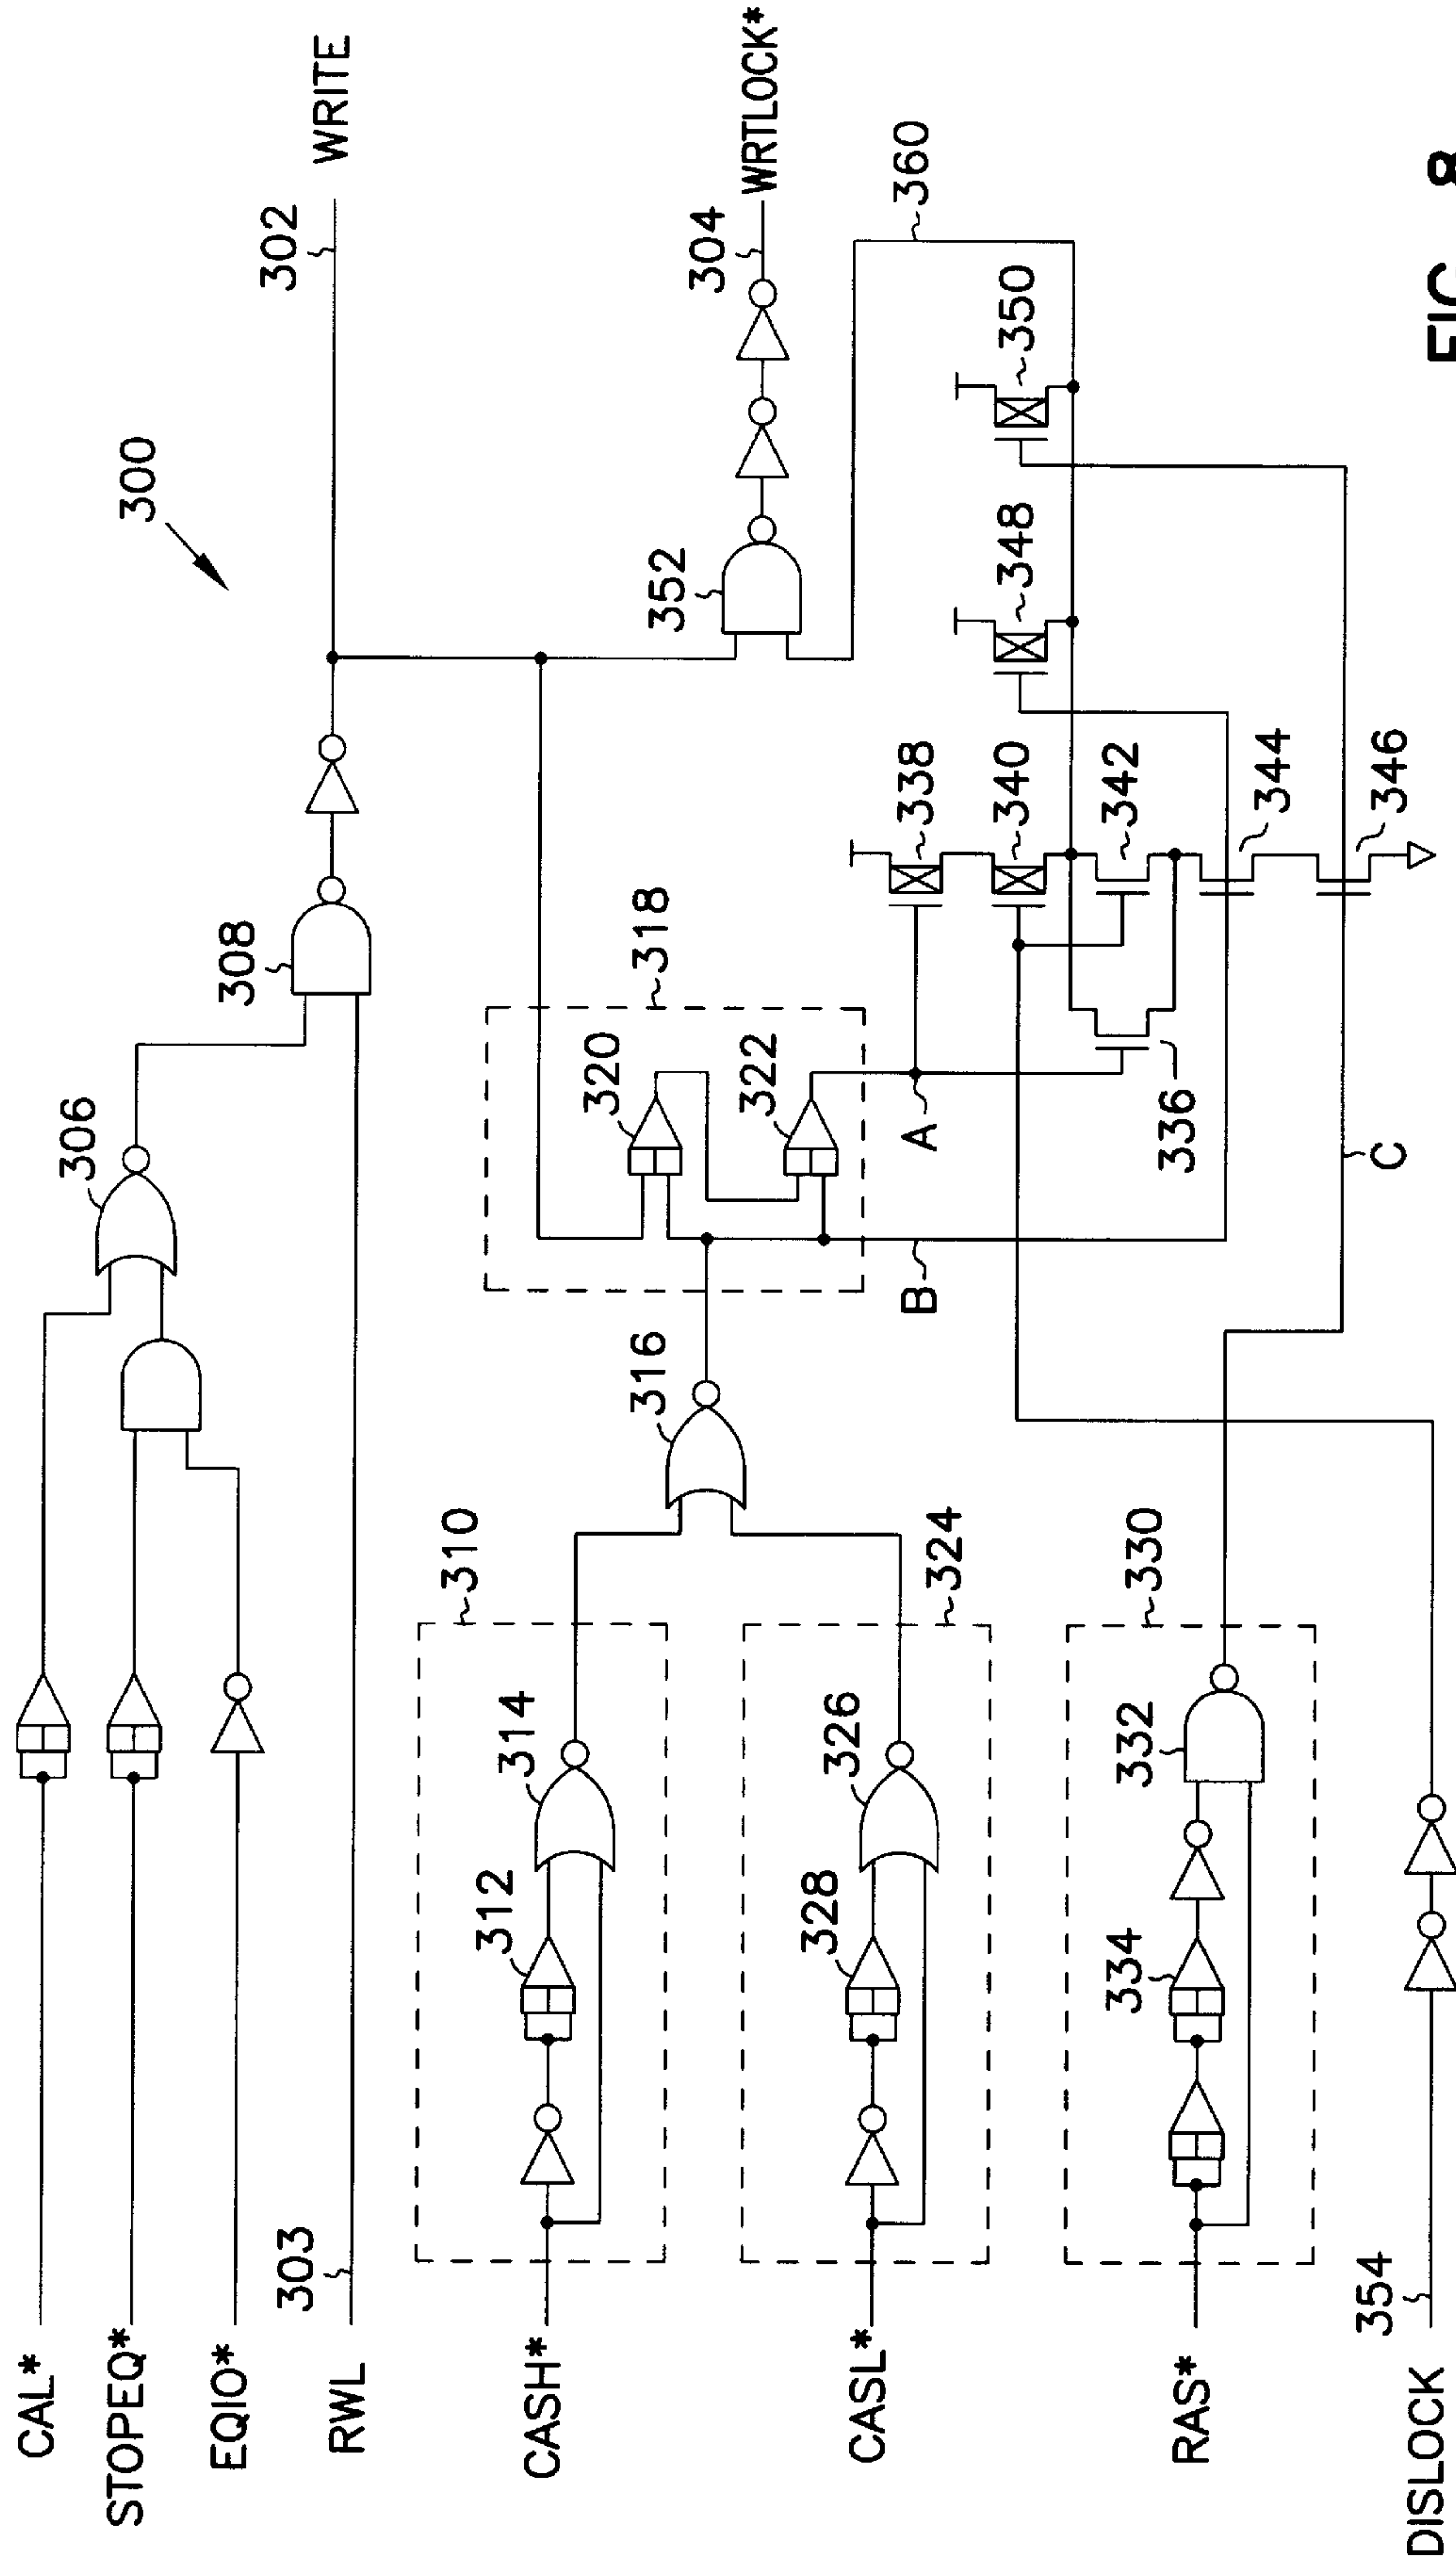 CAL*
STOPEQ*
EQIO*
303
RWL
306
308
300
302
WRITE
310
312
314
CASH*
316
318
320
322
352
304
WRTLOCK*
324
326
328
CASL*
A
B
338
340
342
336
344
346
348
350
360
330
332
334
RAS*
C
354
DISLOCK
FIG. 8